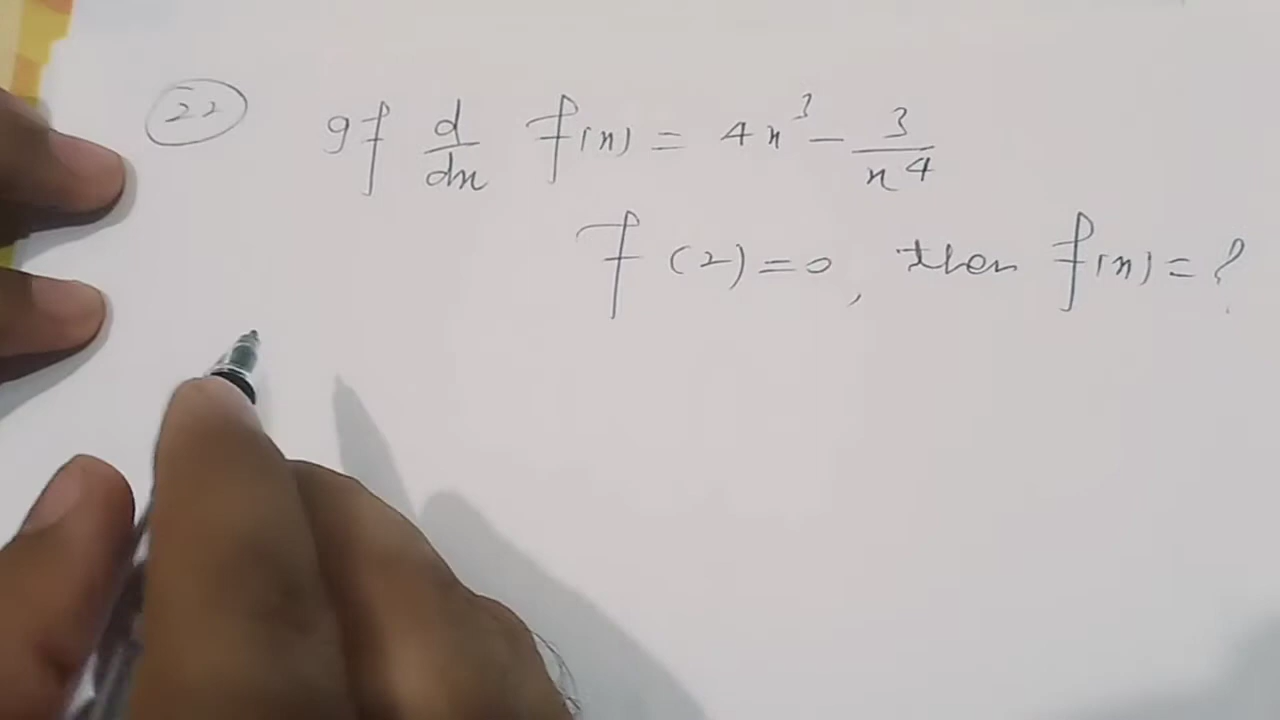 22 If d/dx f(x) = 4x³ - 3/x⁴
f(2) = 0, then f(x) = ?